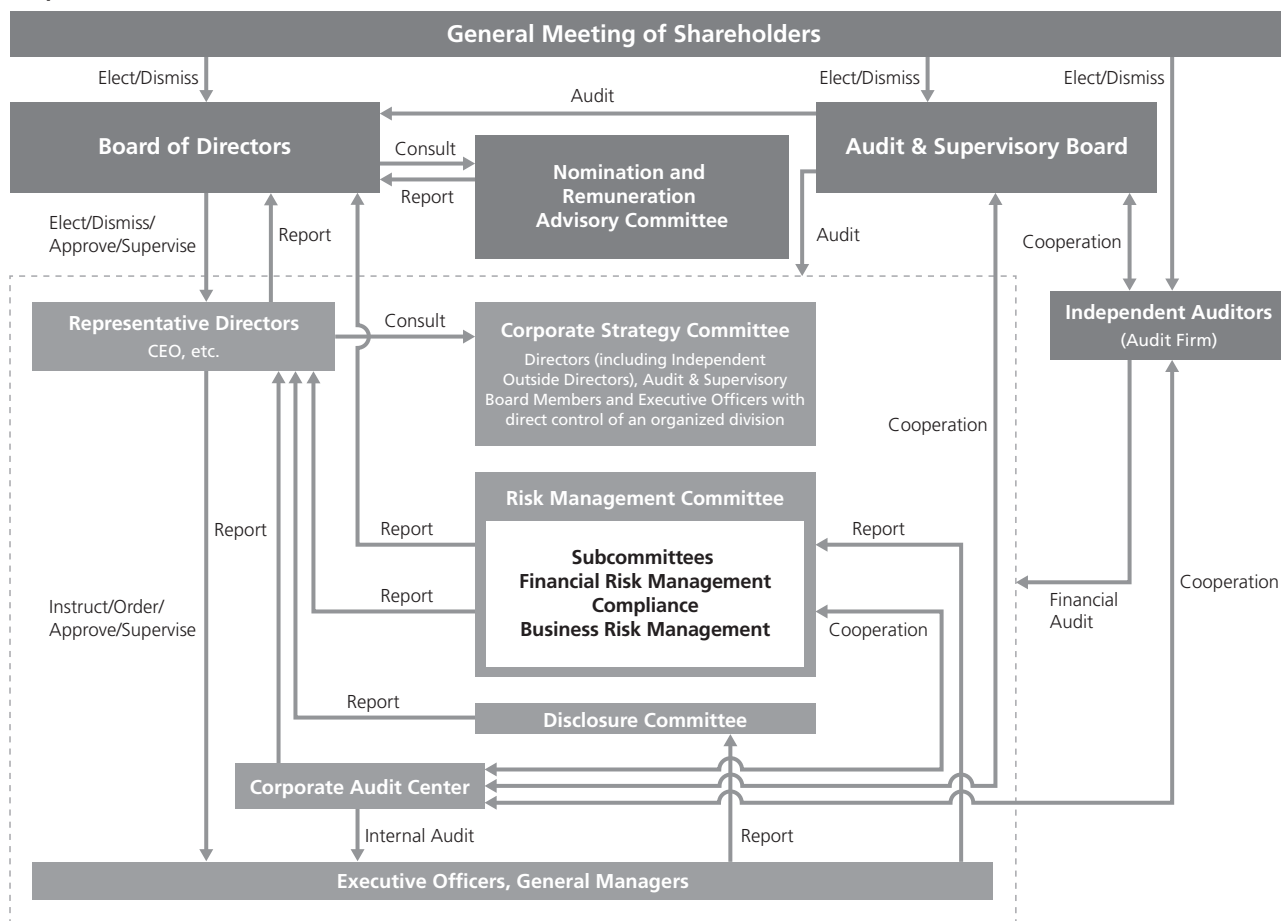 General Meeting of Shareholders
Elect/Dismiss
Elect/Dismiss
Elect/Dismiss
Audit
Board of Directors
Audit & Supervisory Board
Consult
Report
Nomination and
Remuneration
Advisory Committee
Elect/Dismiss/
Approve/Supervise
Report
Audit
Cooperation
Representative Directors
CEO, etc.
Consult
Corporate Strategy Committee
Directors (including Independent
Outside Directors), Audit & Supervisory
Board Members and Executive Officers with
direct control of an organized division
Independent Auditors
(Audit Firm)
Cooperation
Risk Management Committee
Report
Report
Report
Subcommittees
Financial Risk Management
Compliance
Business Risk Management
Report
Cooperation
Instruct/Order/
Approve/Supervise
Financial
Audit
Cooperation
Report
Disclosure Committee
Corporate Audit Center
Internal Audit
Report
Executive Officers, General Managers